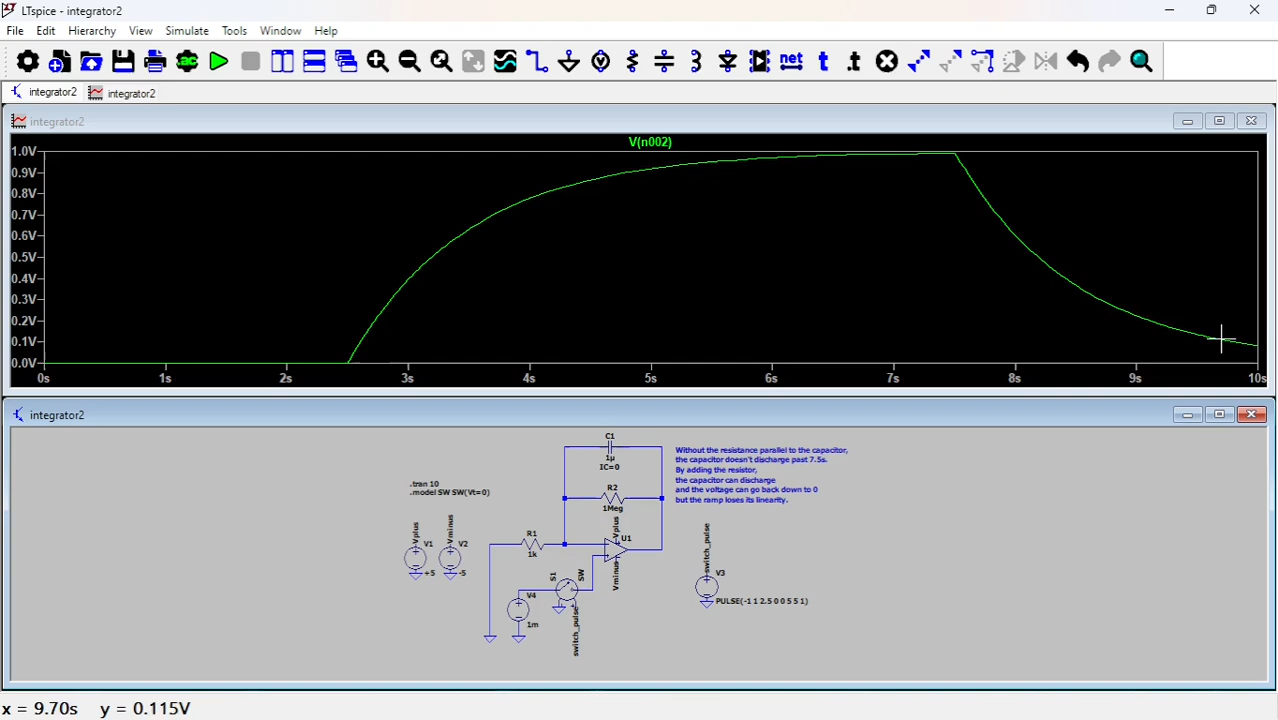 LTspice - integrator2
File Edit Hierarchy View Simulate Tools Window Help
.ac net t .t
integrator2 integrator2
integrator2
V(n002)
1.0V
0.9V
0.8V
0.7V
0.6V
0.5V
0.4V
0.3V
0.2V
0.1V
0.0V
0s 1s 2s 3s 4s 5s 6s 7s 8s 9s 10s
integrator2
C1
1µ
IC=0
Without the resistance parallel to the capacitor,
the capacitor doesn't discharge past 7.5s.
By adding the resistor,
the capacitor can discharge
and the voltage can go back down to 0
but the ramp loses its linearity.
.tran 10
.model SW SW(Vt=0)
R2
1Meg
Vplus
Vminus
V1
+5
V2
-5
R1
1k
Vplus
U1
Vminus
S1
SW
switch_pulse
V4
1m
switch_pulse
V3
PULSE(-1 1 2.5 0 0 5 5 1)
x = 9.70s y = 0.115V